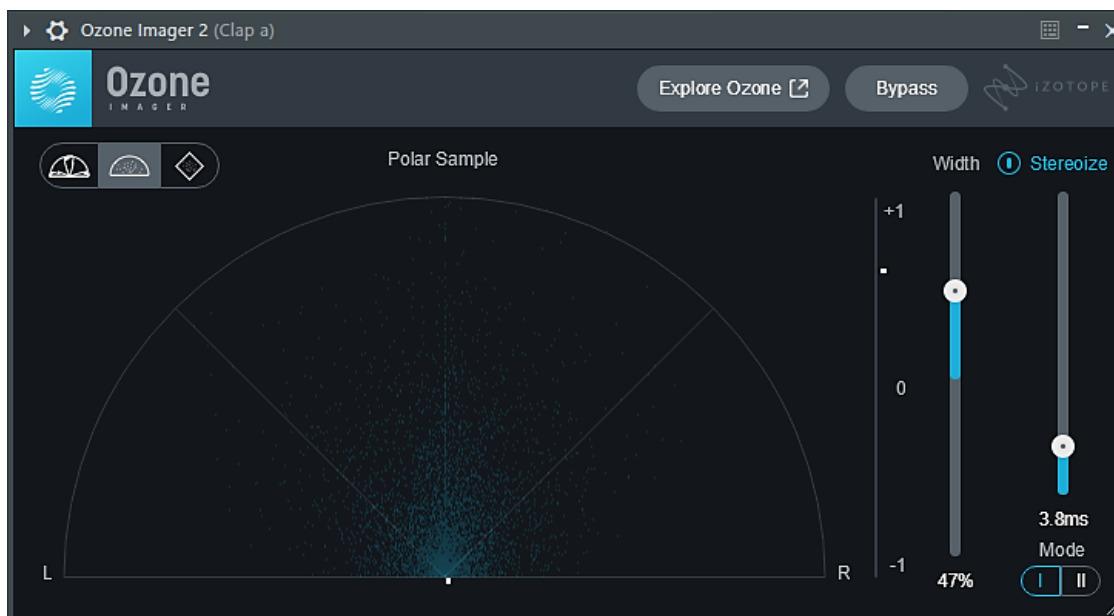 Ozone Imager 2 (Clap a)
Ozone
IMAGER
Explore Ozone
Bypass
iZOTOPE
Polar Sample
Width
Stereoize
+1
0
-1
L
R
47%
3.8ms
Mode
I
II